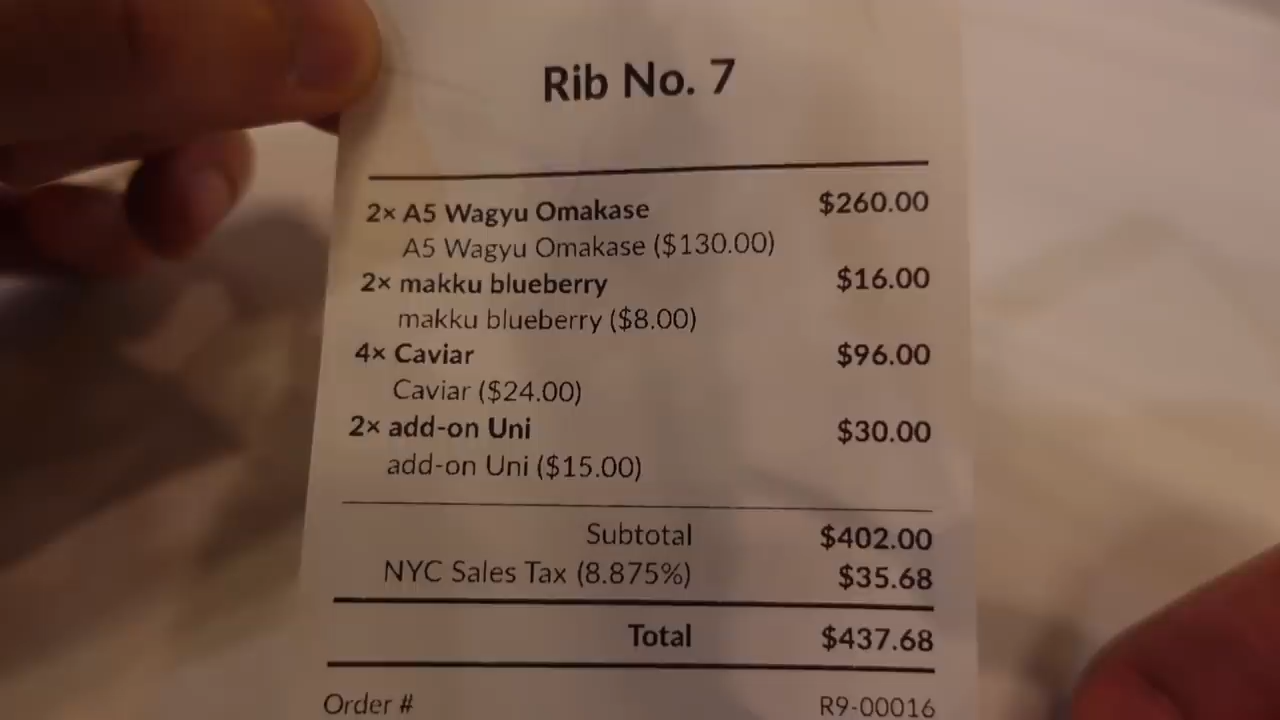 Rib No. 7
2× A5 Wagyu Omakase $260.00
A5 Wagyu Omakase ($130.00)
2× makku blueberry $16.00
makku blueberry ($8.00)
4× Caviar $96.00
Caviar ($24.00)
2× add-on Uni $30.00
add-on Uni ($15.00)
Subtotal $402.00
NYC Sales Tax (8.875%) $35.68
Total $437.68
Order # R9-00016